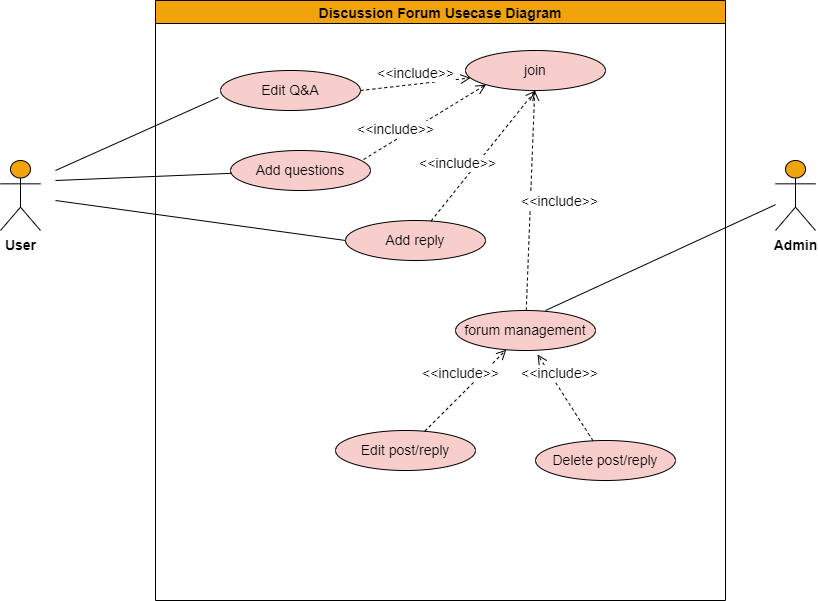 Discussion Forum Usecase Diagram
join
<<include>>
Edit Q&A
<<include>>
<<include>>
Add questions
<<include>>
Add reply
User
Admin
forum management
<<include>>
<<include>>
Edit post/reply
Delete post/reply